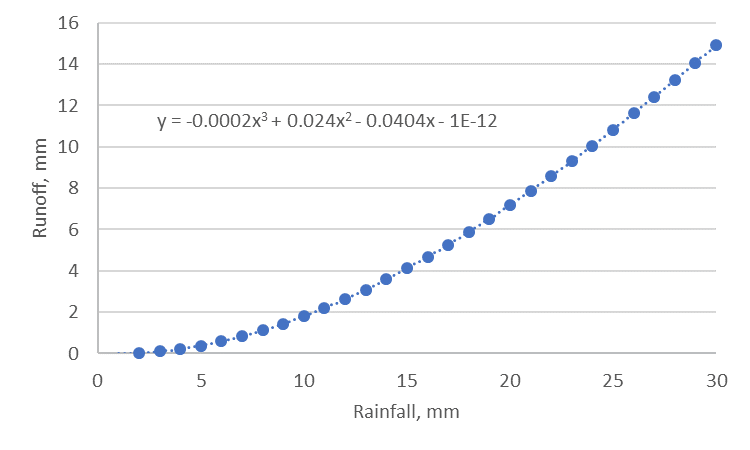 16
14
12
y = -0.0002x³ + 0.024x² - 0.0404x - 1E-12
10
8
6
4
2
0
0 5 10 15 20 25 30
Runoff, mm
Rainfall, mm